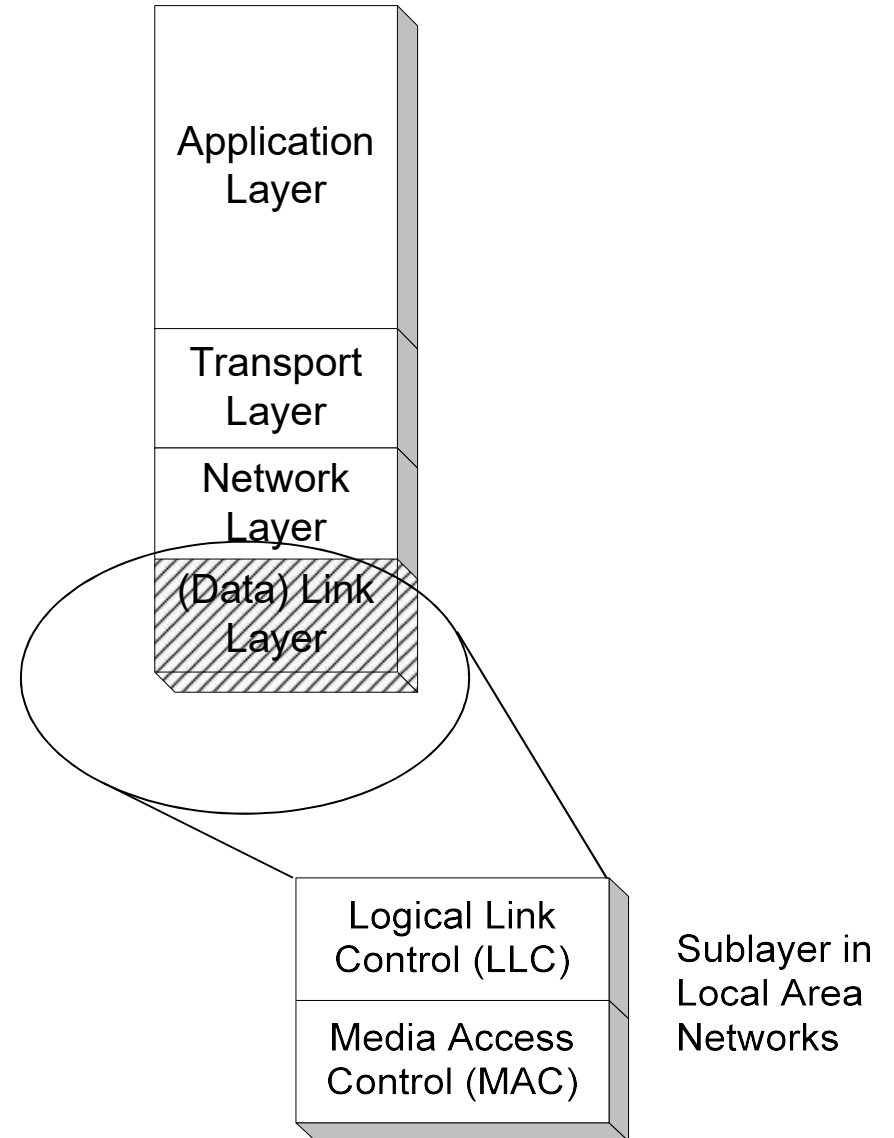 Application
Layer
Transport
Layer
Network
Layer
(Data) Link
Layer
Logical Link
Control (LLC)
Media Access
Control (MAC)
Sublayer in
Local Area
Networks